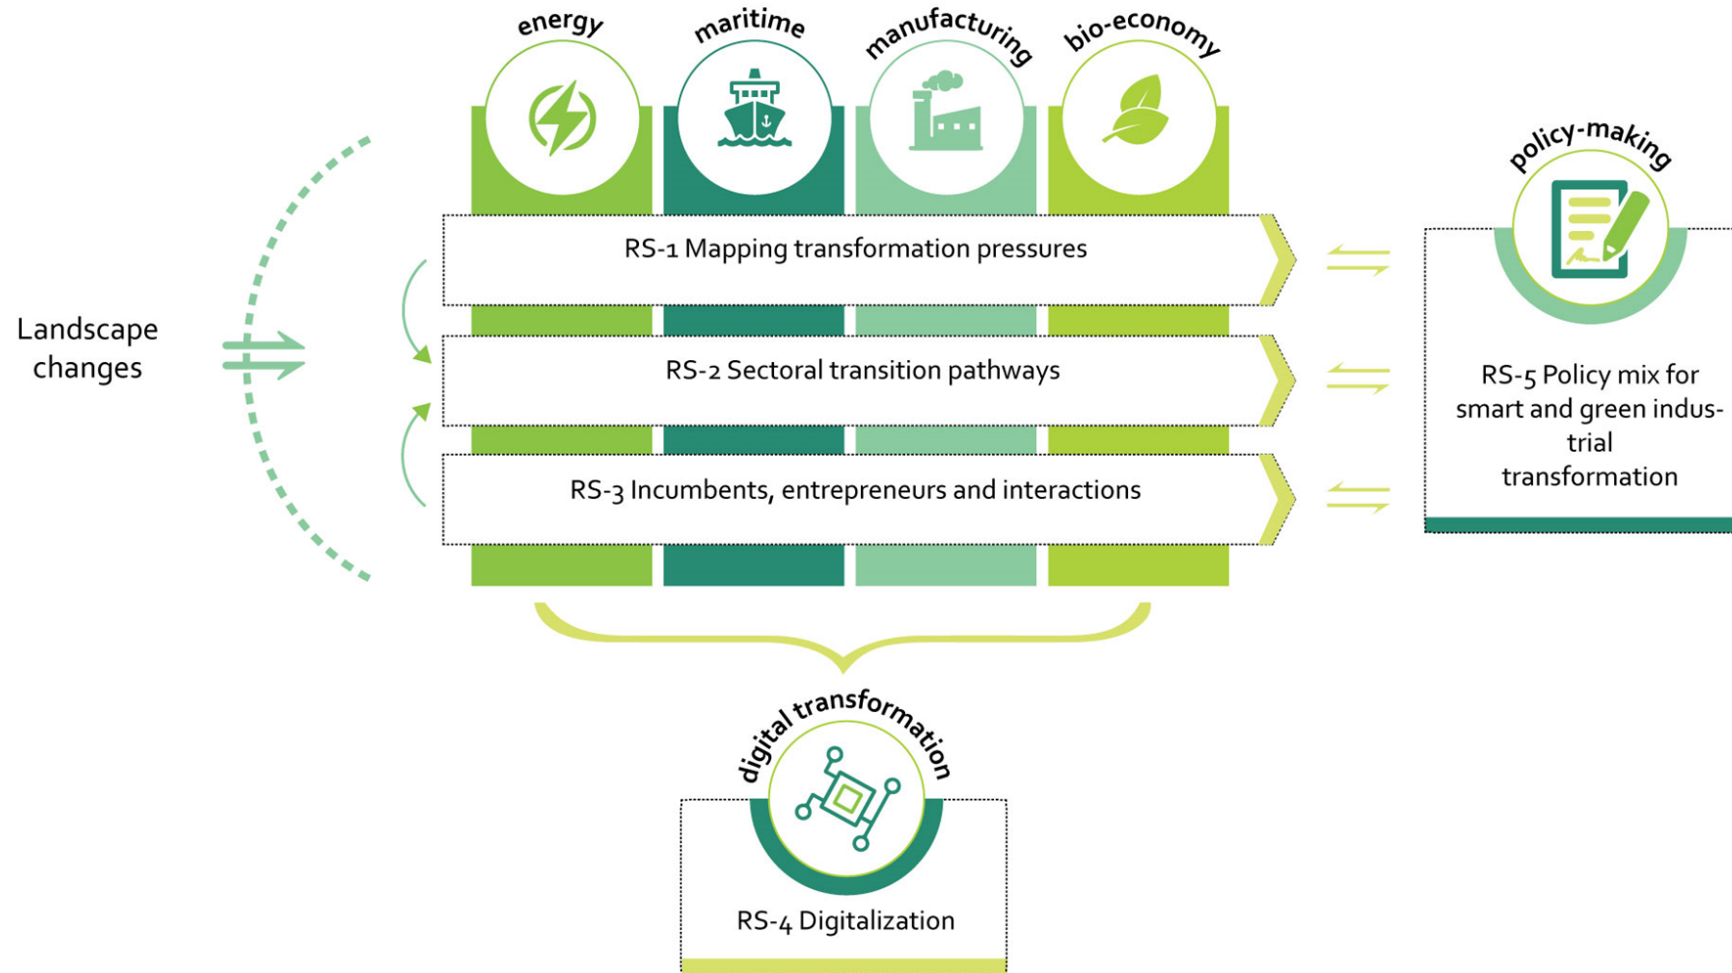 energy
maritime
manufacturing
bio-economy
policy-making
RS-1 Mapping transformation pressures
Landscape
changes
RS-2 Sectoral transition pathways
RS-5 Policy mix for
smart and green indus-
trial
transformation
RS-3 Incumbents, entrepreneurs and interactions
digital transformation
RS-4 Digitalization